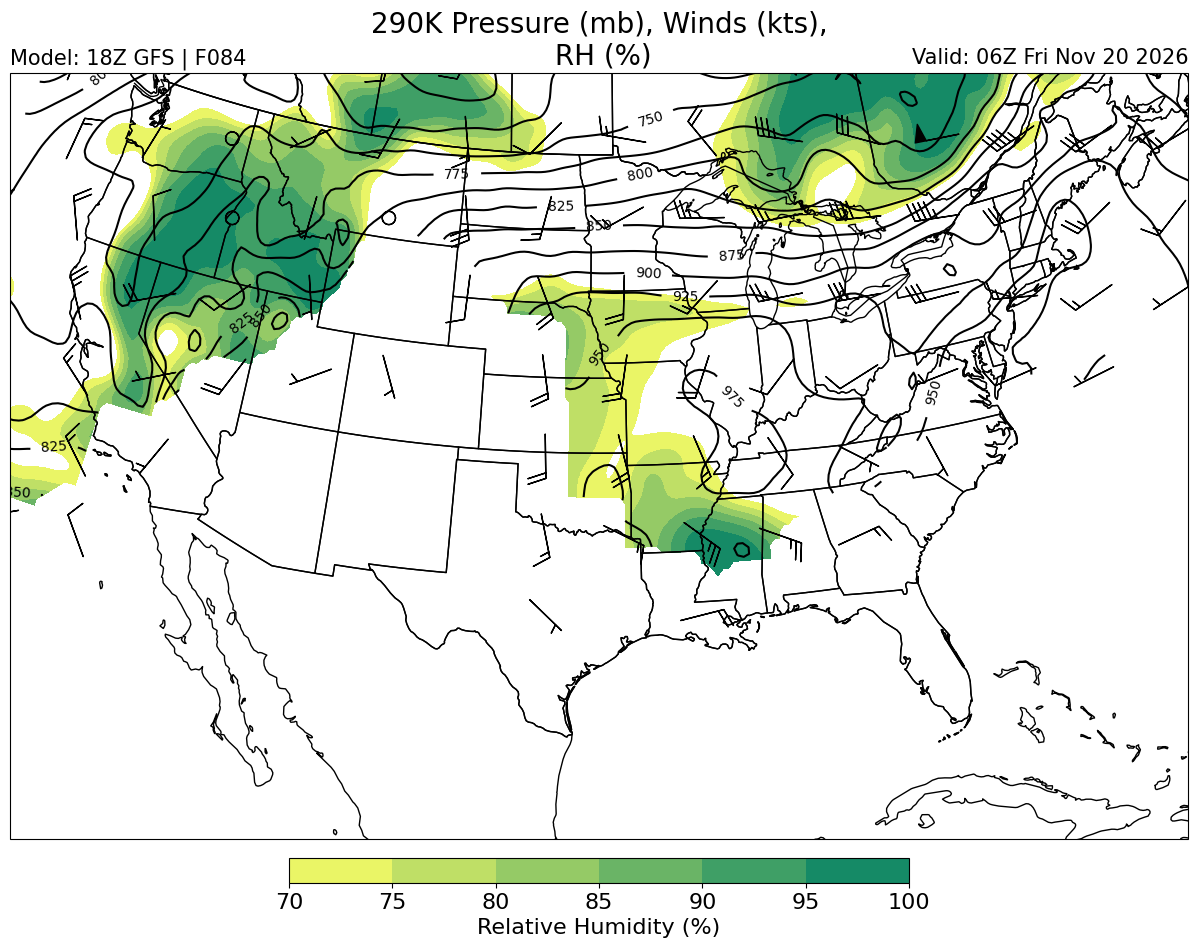 290K Pressure (mb), Winds (kts),
RH (%)
Model: 18Z GFS | F084
Valid: 06Z Fri Nov 20 2026
750
775
800
825
850
875
900
925
825
850
950
975
950
825
70 75 80 85 90 95 100
Relative Humidity (%)